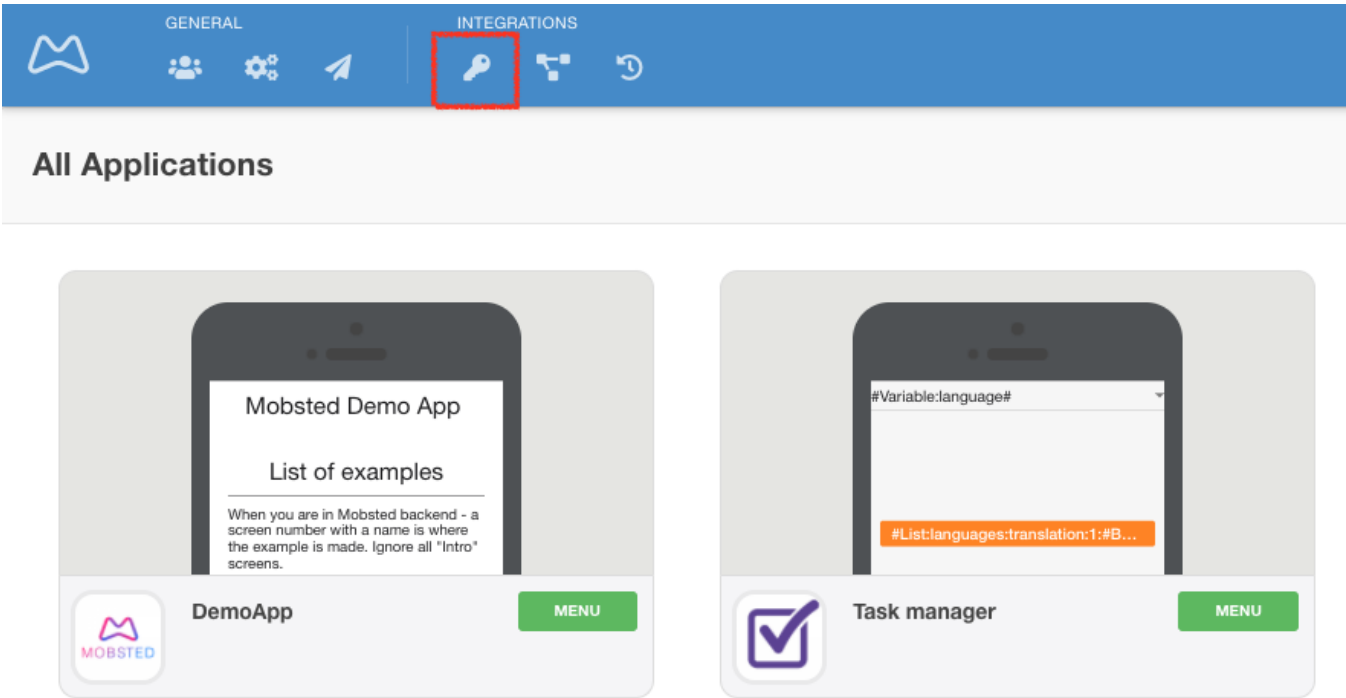 GENERAL
INTEGRATIONS
All Applications
Mobsted Demo App
List of examples
When you are in Mobsted backend - a
screen number with a name is where
the example is made. Ignore all "Intro"
screens.
#Variable:language#
#List:languages:translation:1:#B...
DemoApp
MENU
MOBSTED
Task manager
MENU